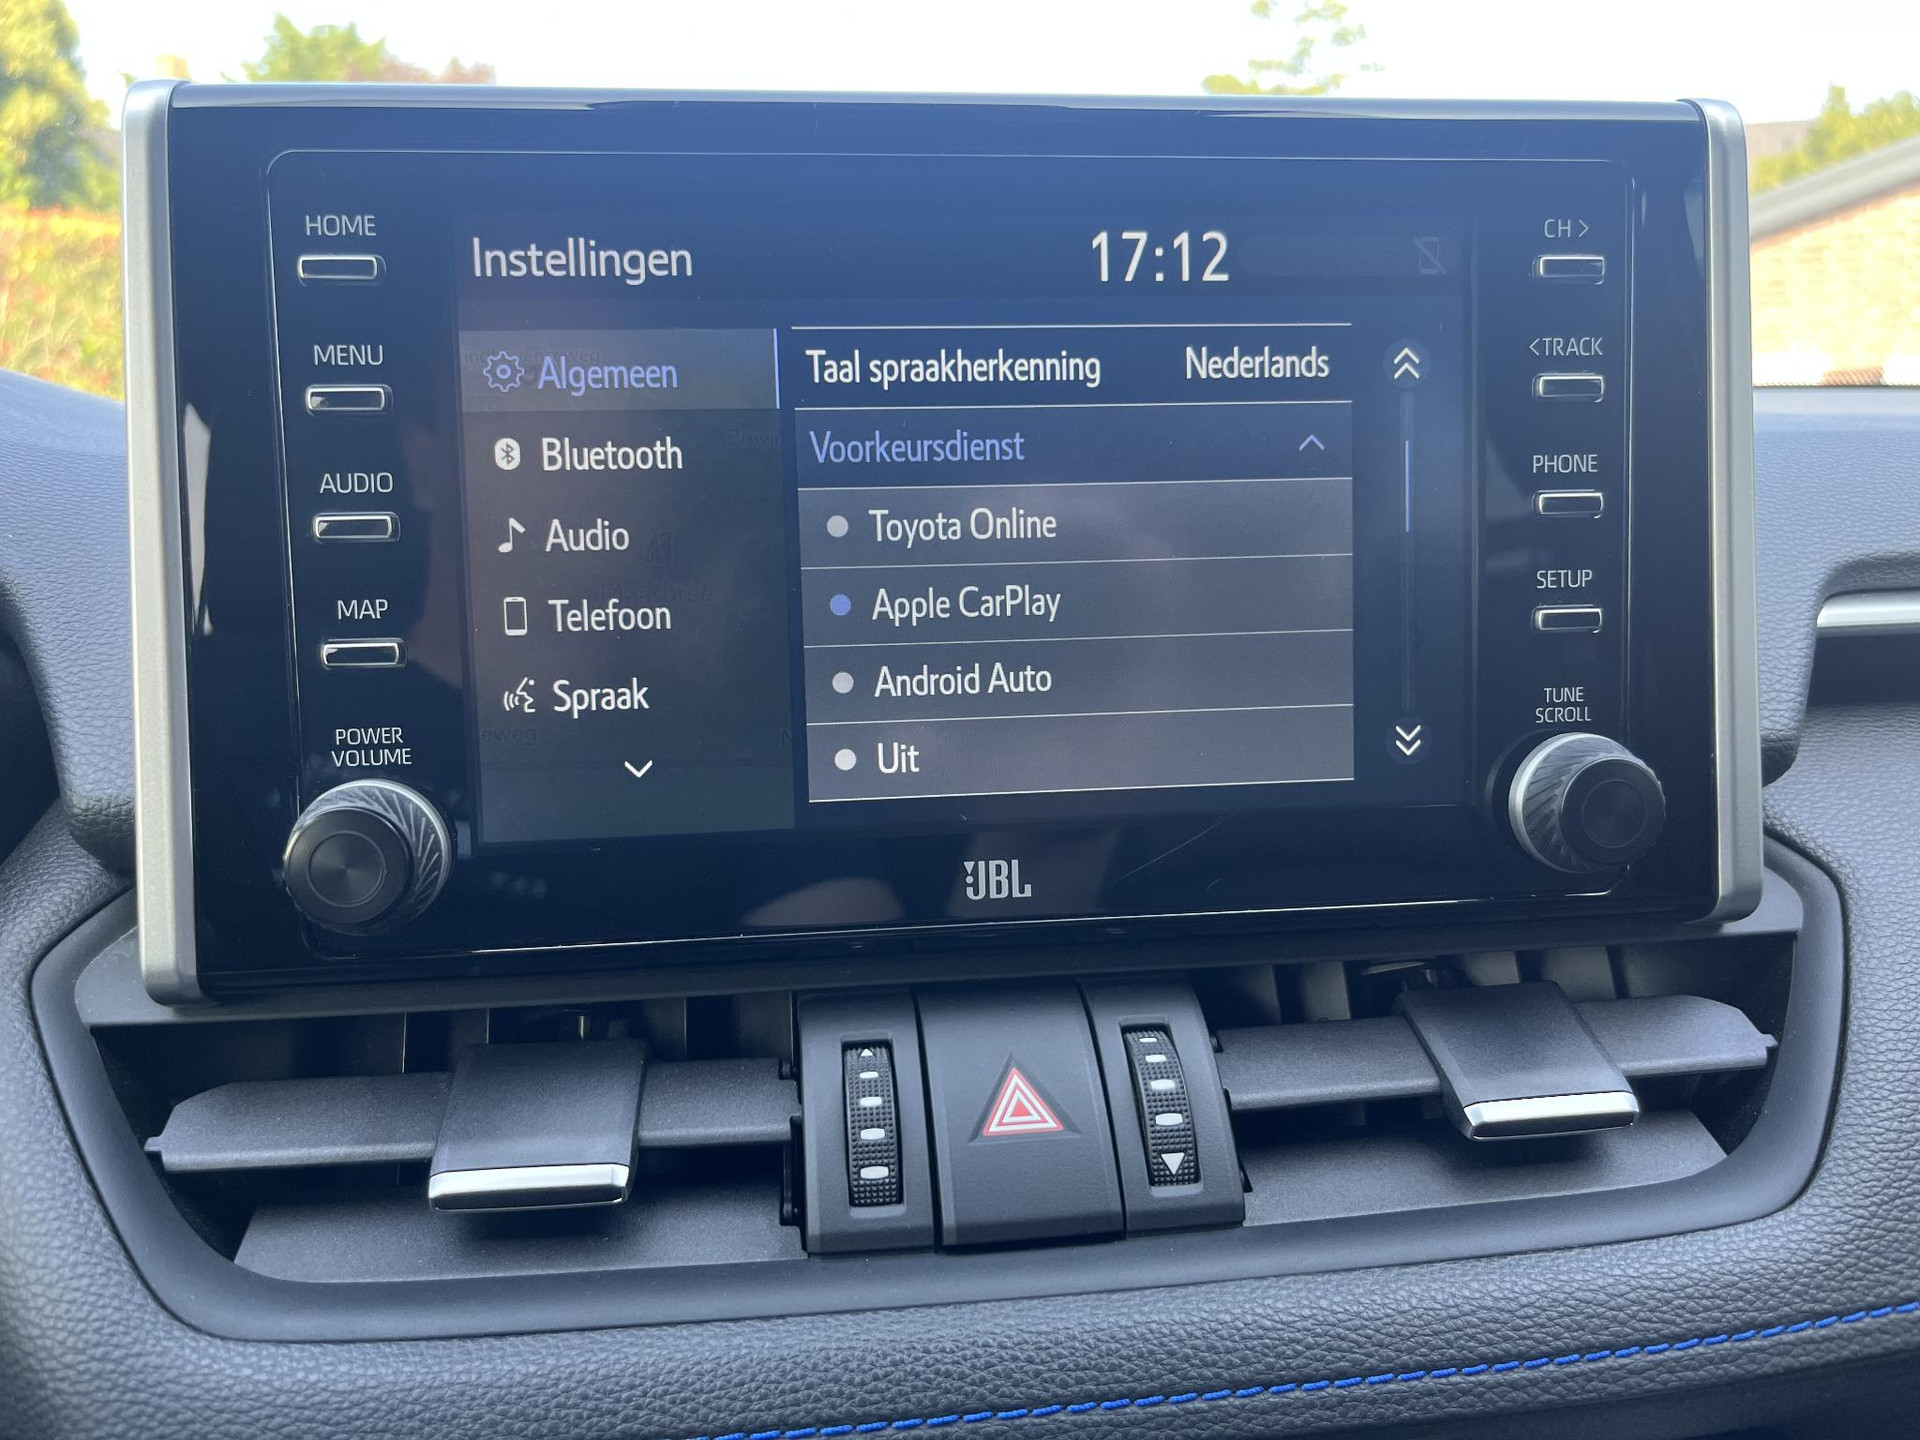 HOME
MENU
AUDIO
MAP
POWER
VOLUME
Instellingen
17:12
Algemeen
Bluetooth
Audio
Telefoon
Spraak
Taal spraakherkenning Nederlands
Voorkeursdienst
Toyota Online
Apple CarPlay
Android Auto
Uit
CH >
<TRACK
PHONE
SETUP
TUNE
SCROLL
JBL